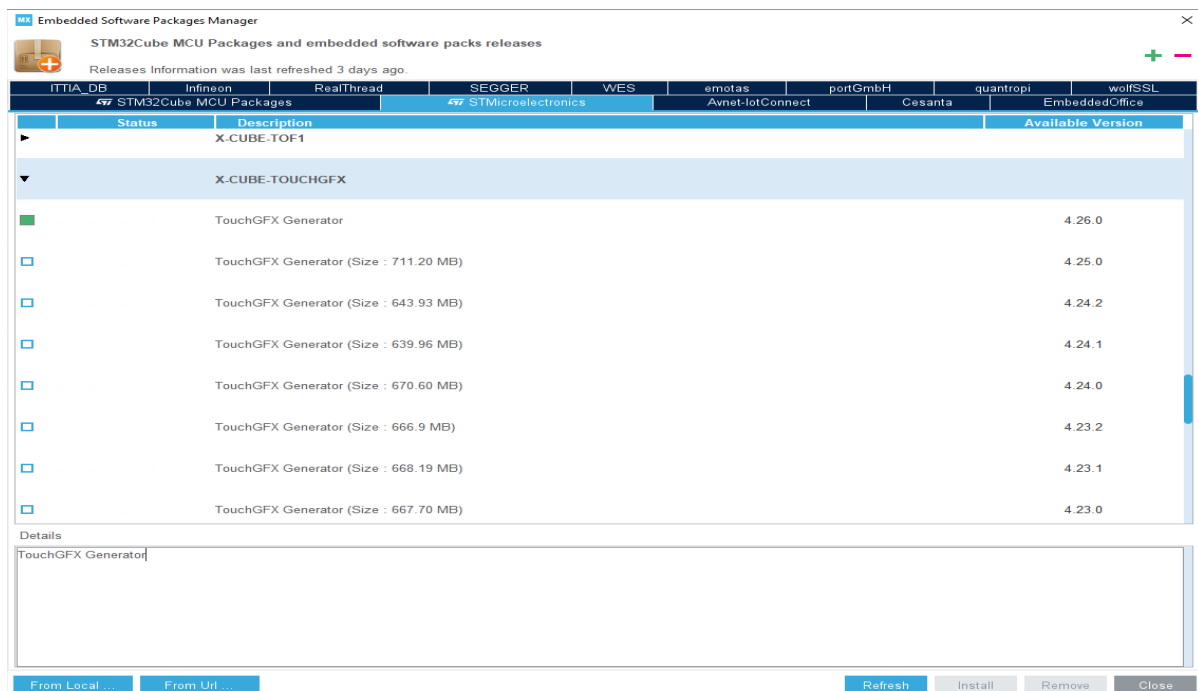 MX Embedded Software Packages Manager
STM32Cube MCU Packages and embedded software packs releases
Releases Information was last refreshed 3 days ago.
ITTIA_DB Infineon RealThread SEGGER WES emotas portGmbH quantropi wolfSSL
STM32Cube MCU Packages STMicroelectronics Avnet-IotConnect Cesanta EmbeddedOffice
Status Description Available Version
X-CUBE-TOF1
X-CUBE-TOUCHGFX
TouchGFX Generator 4.26.0
TouchGFX Generator (Size : 711.20 MB) 4.25.0
TouchGFX Generator (Size : 643.93 MB) 4.24.2
TouchGFX Generator (Size : 639.96 MB) 4.24.1
TouchGFX Generator (Size : 670.60 MB) 4.24.0
TouchGFX Generator (Size : 666.9 MB) 4.23.2
TouchGFX Generator (Size : 668.19 MB) 4.23.1
TouchGFX Generator (Size : 667.70 MB) 4.23.0
Details
TouchGFX Generator
From Local ... From Url ... Refresh Install Remove Close